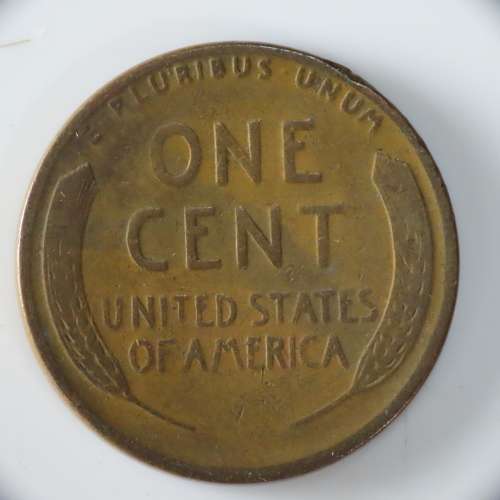 E PLURIBUS UNUM
ONE
CENT
UNITED STATES
OF AMERICA